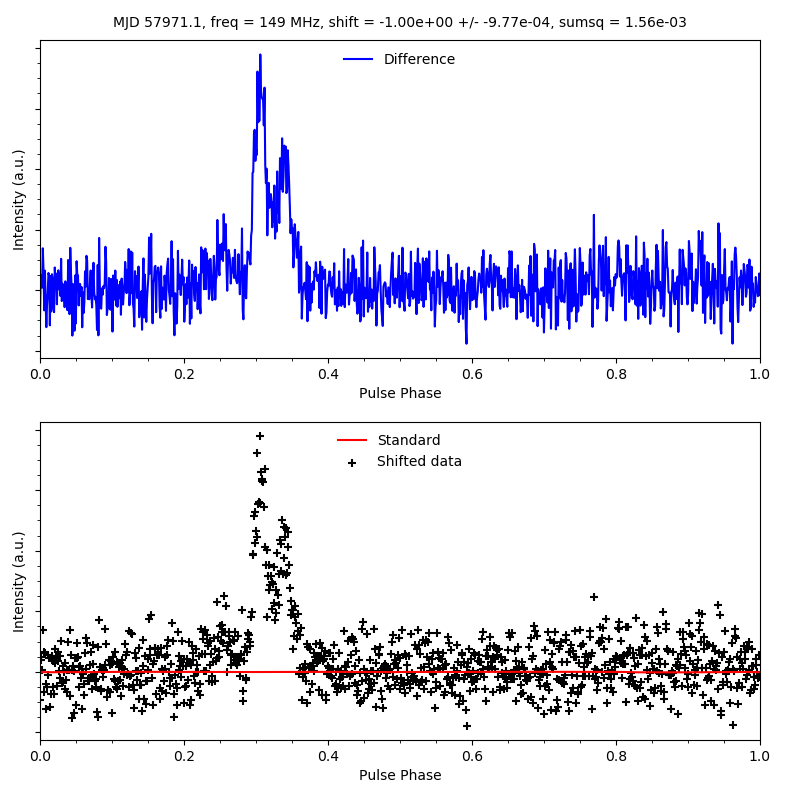 MJD 57971.1, freq = 149 MHz, shift = -1.00e+00 +/- -9.77e-04, sumsq = 1.56e-03
Difference
Intensity (a.u.)
0.0 0.2 0.4 0.6 0.8 1.0
Pulse Phase
Standard
Shifted data
Intensity (a.u.)
0.0 0.2 0.4 0.6 0.8 1.0
Pulse Phase